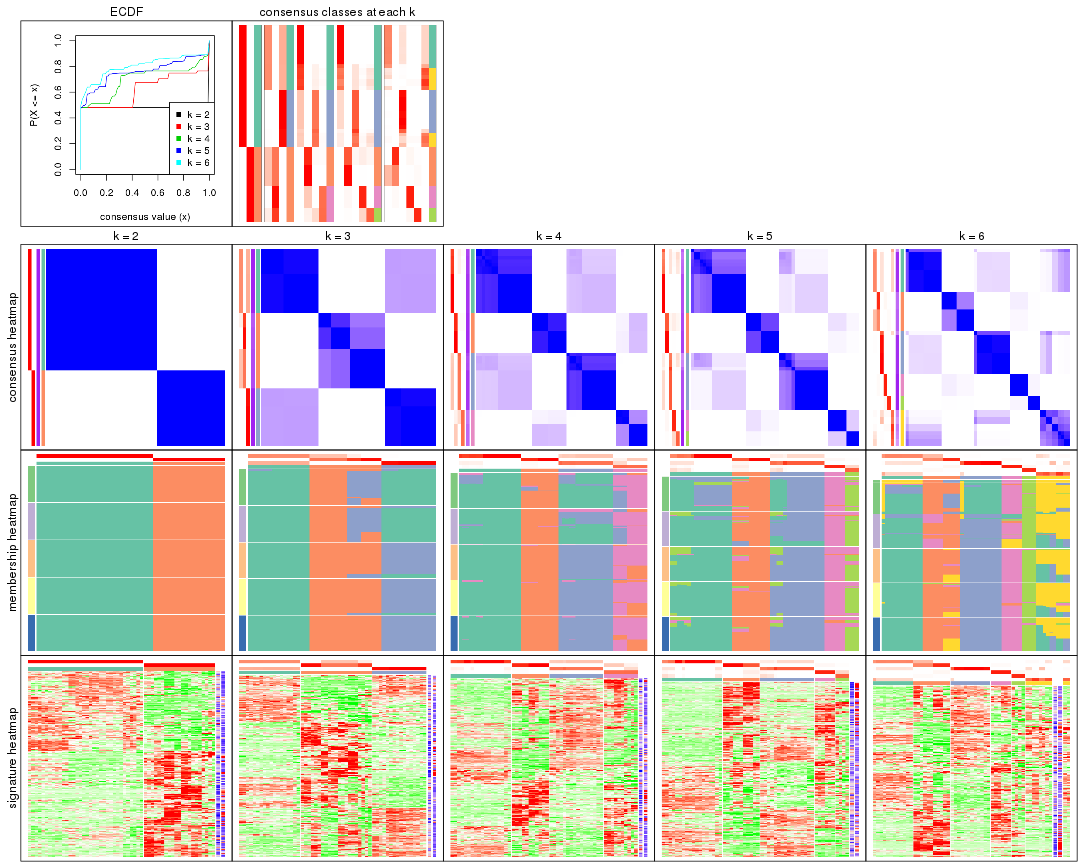 ECDF
consensus classes at each k
P(X <= x)
1.0
0.8
0.6
0.4
0.2
0.0
k = 2
k = 3
k = 4
k = 5
k = 6
0.0 0.2 0.4 0.6 0.8 1.0
consensus value (x)
k = 2
k = 3
k = 4
k = 5
k = 6
consensus heatmap
membership heatmap
signature heatmap